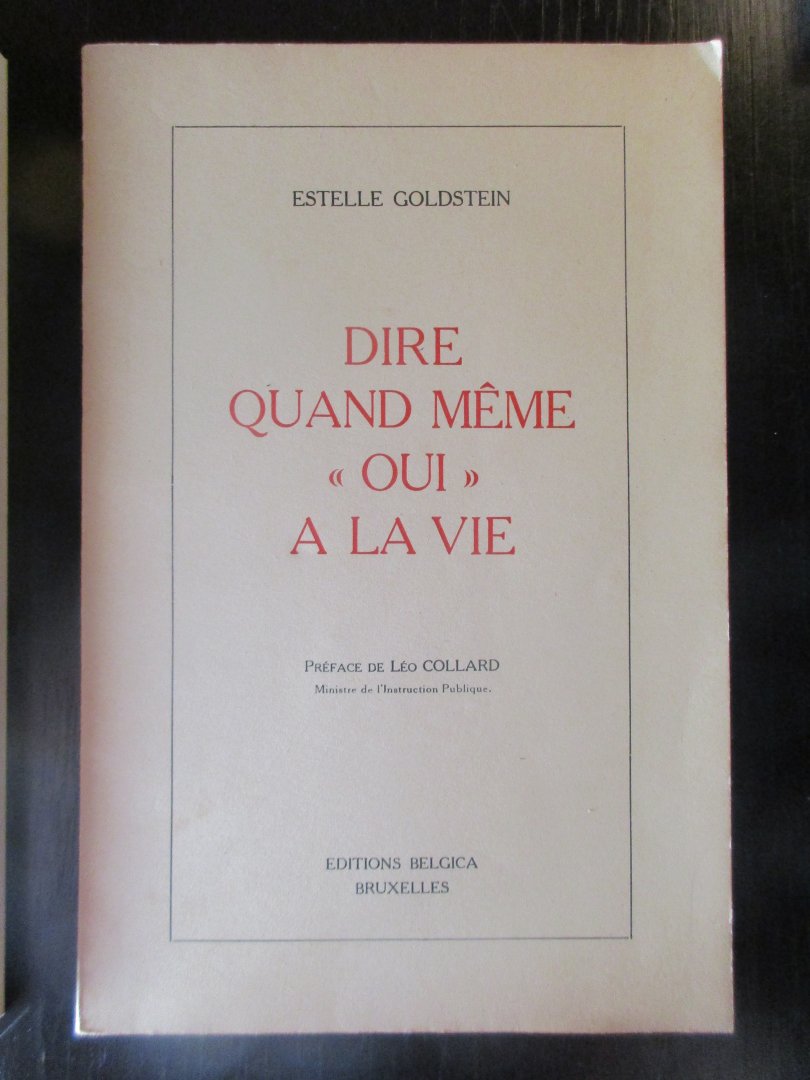 ESTELLE GOLDSTEIN
DIRE
QUAND MÊME
« OUI »
A LA VIE
PRÉFACE DE LÉO COLLARD
Ministre de l'Instruction Publique.
EDITIONS BELGICA
BRUXELLES